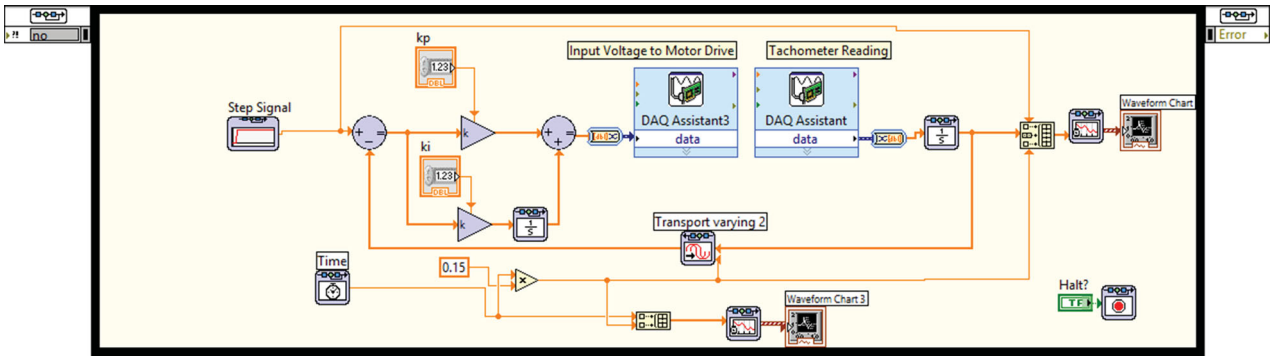 ?! no
Error
kp
1.23
DBL
Input Voltage to Motor Drive
Tachometer Reading
Step Signal
k
DAQ Assistant3
data
DAQ Assistant
data
1
s
Waveform Chart
ki
1.23
DBL
k
1
s
Transport varying 2
Time
0.15
Waveform Chart 3
Halt?
TF